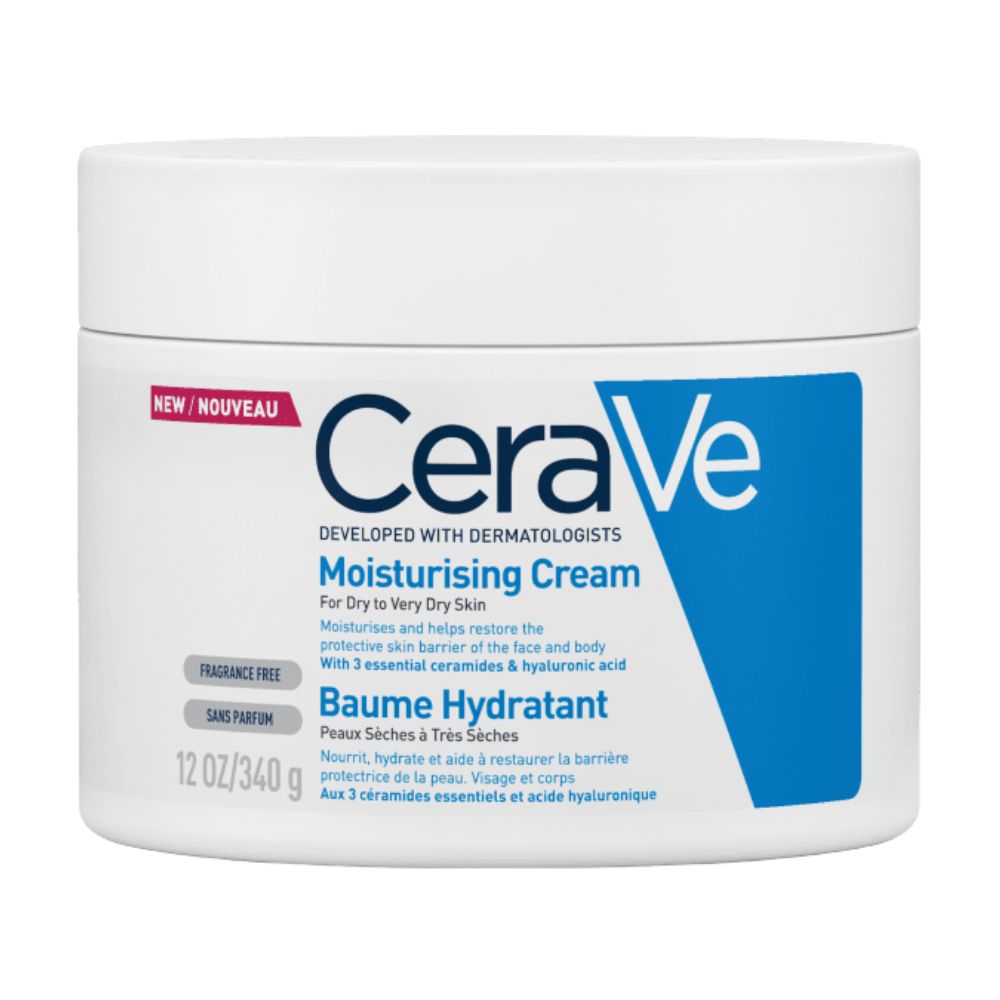 NEW / NOUVEAU
CeraVe
DEVELOPED WITH DERMATOLOGISTS
Moisturising Cream
For Dry to Very Dry Skin
Moisturises and helps restore the
protective skin barrier of the face and body
With 3 essential ceramides & hyaluronic acid
FRAGRANCE FREE
SANS PARFUM
12 OZ/340 g
Baume Hydratant
Peaux Sèches à Très Sèches
Nourrit, hydrate et aide à restaurer la barrière
protectrice de la peau. Visage et corps
Aux 3 céramides essentiels et acide hyaluronique